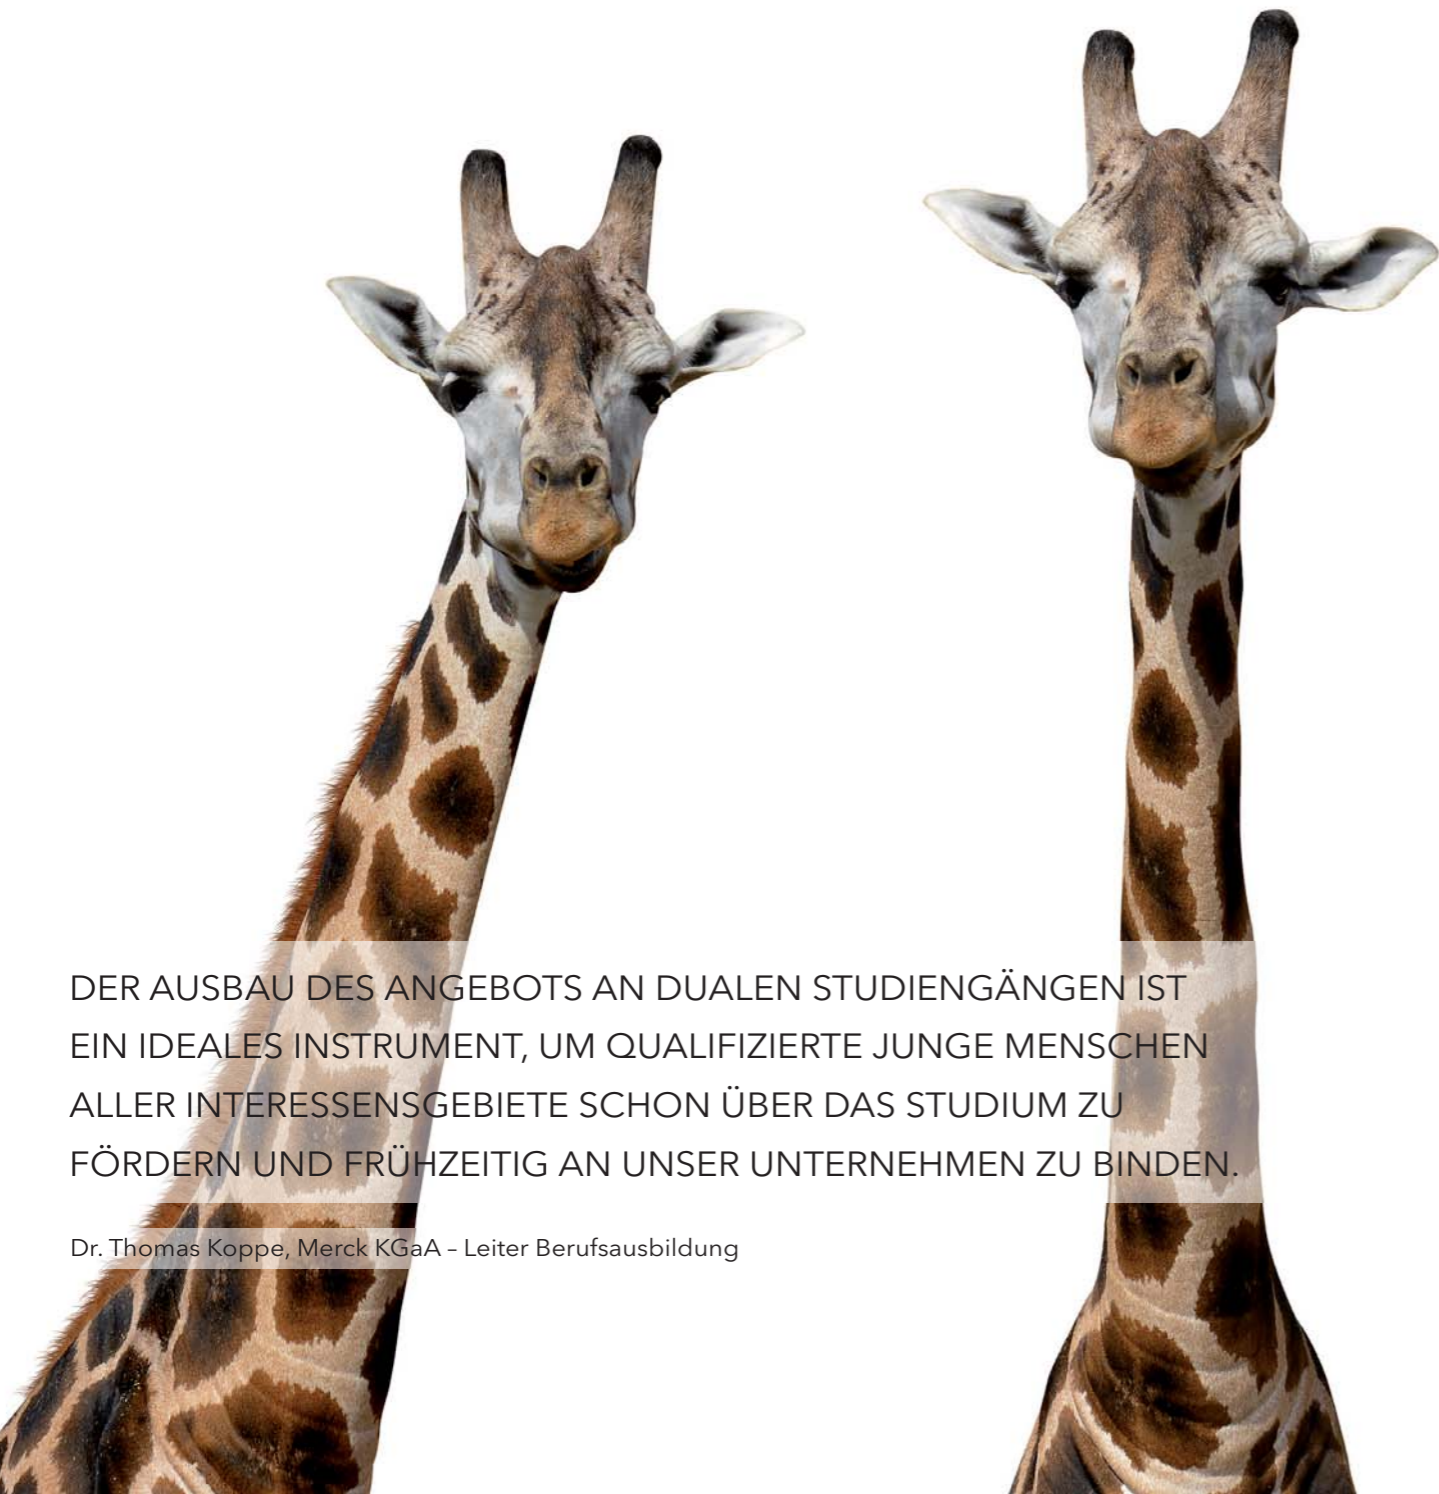 DER AUSBAU DES ANGEBOTS AN DUALEN STUDIENGÄNGEN IST
EIN IDEALES INSTRUMENT, UM QUALIFIZIERTE JUNGE MENSCHEN
ALLER INTERESSENSGEBIETE SCHON ÜBER DAS STUDIUM ZU
FÖRDERN UND FRÜHZEITIG AN UNSER UNTERNEHMEN ZU BINDEN.
Dr. Thomas Koppe, Merck KGaA – Leiter Berufsausbildung